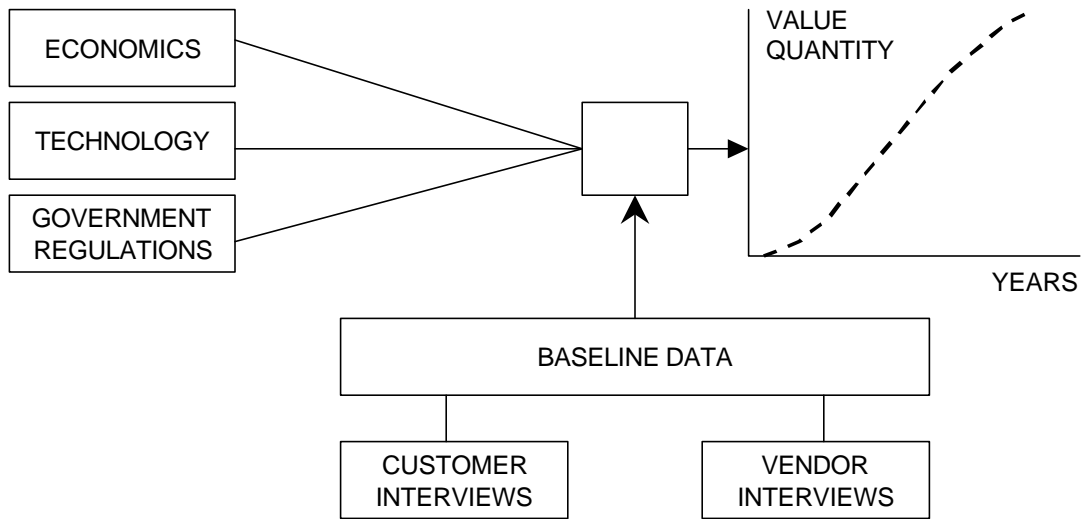 ECONOMICS
TECHNOLOGY
GOVERNMENT
REGULATIONS
VALUE
QUANTITY
YEARS
BASELINE DATA
CUSTOMER
INTERVIEWS
VENDOR
INTERVIEWS